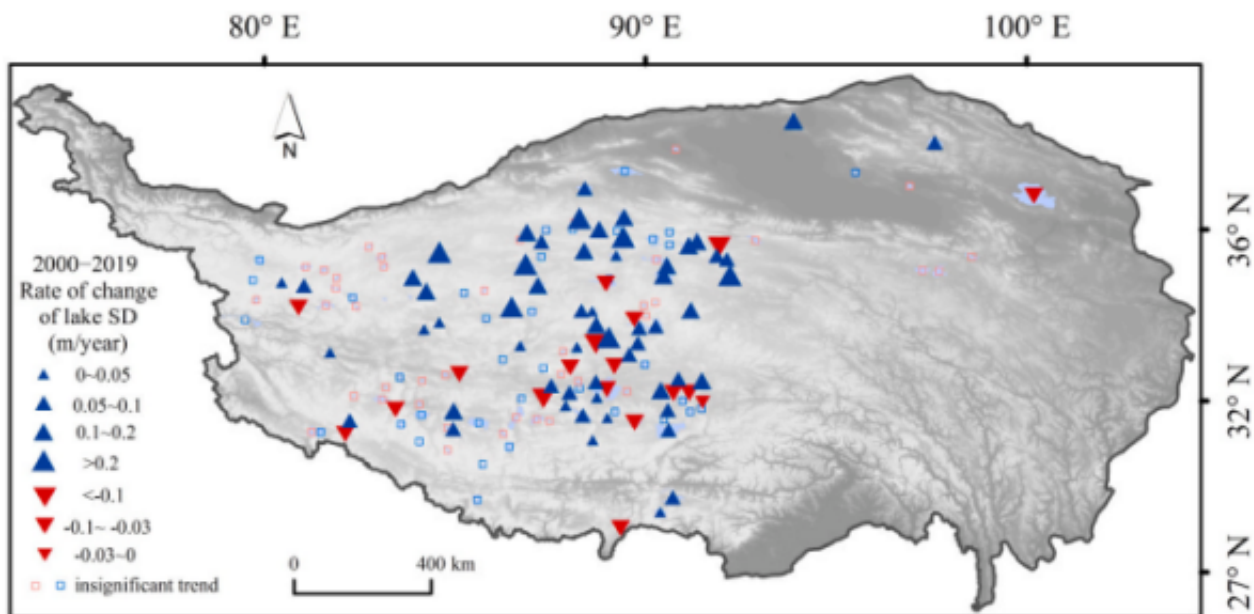 80° E 90° E 100° E
N
36° N
32° N
27° N
2000−2019
Rate of change
of lake SD
(m/year)
0~0.05
0.05~0.1
0.1~0.2
>0.2
<-0.1
-0.1~ -0.03
-0.03~0
insignificant trend
0 400 km